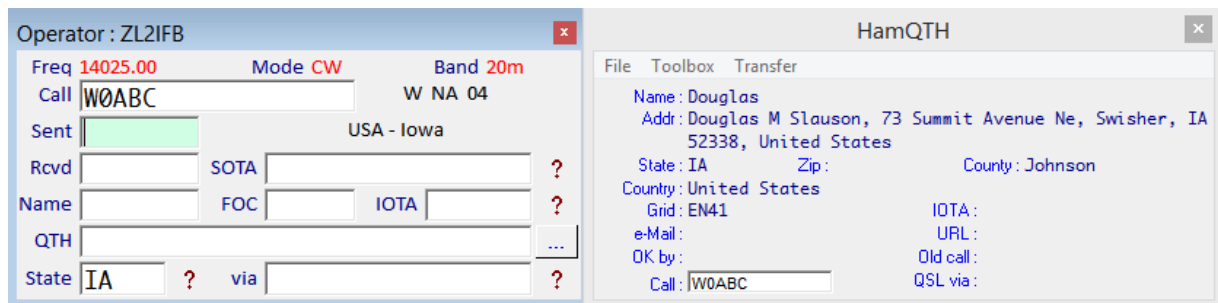 Operator : ZL2IFB x
Freq 14025.00 Mode CW Band 20m
Call WØABC W NA 04
Sent USA - Iowa
Rcvd SOTA ?
Name FOC IOTA ?
QTH ...
State IA ? via ?
HamQTH x
File Toolbox Transfer
Name : Douglas
Addr : Douglas M Slauson, 73 Summit Avenue Ne, Swisher, IA
52338, United States
State : IA Zip : County : Johnson
Country : United States
Grid : EN41 IOTA :
e-Mail : URL :
OK by : Old call :
Call : W0ABC QSL via :